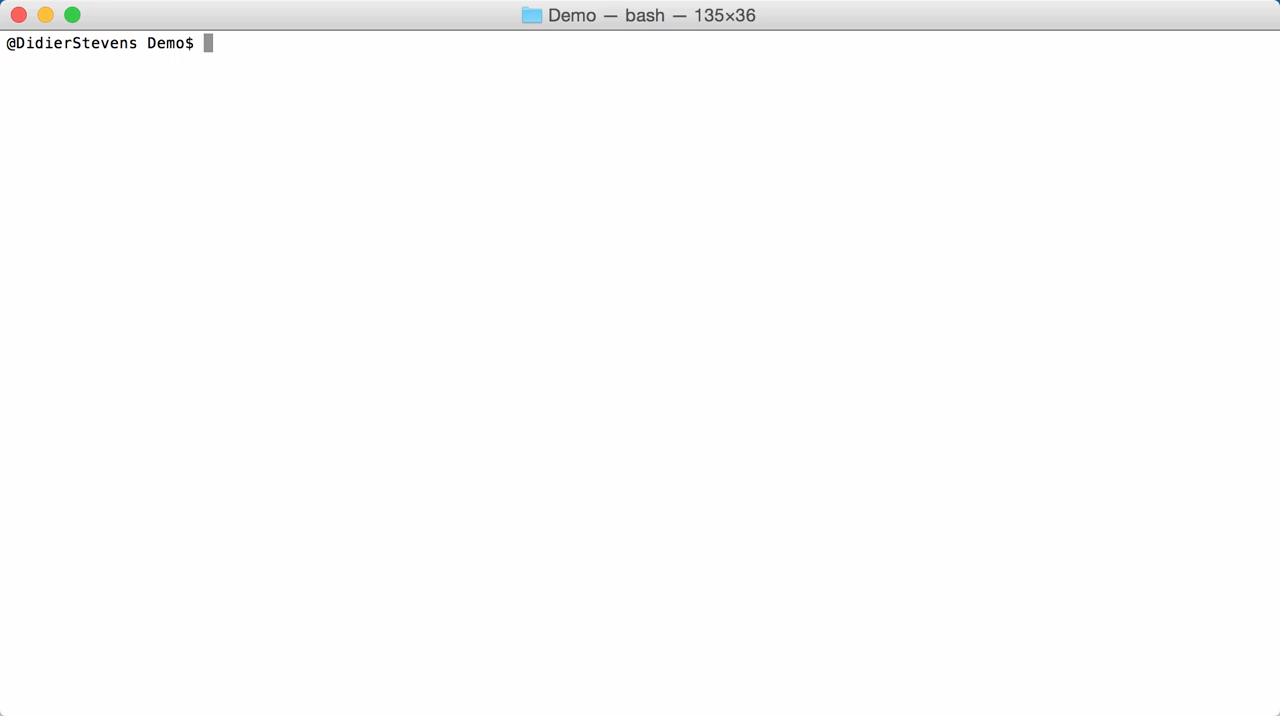 Demo — bash — 135×36
@DidierStevens Demo$